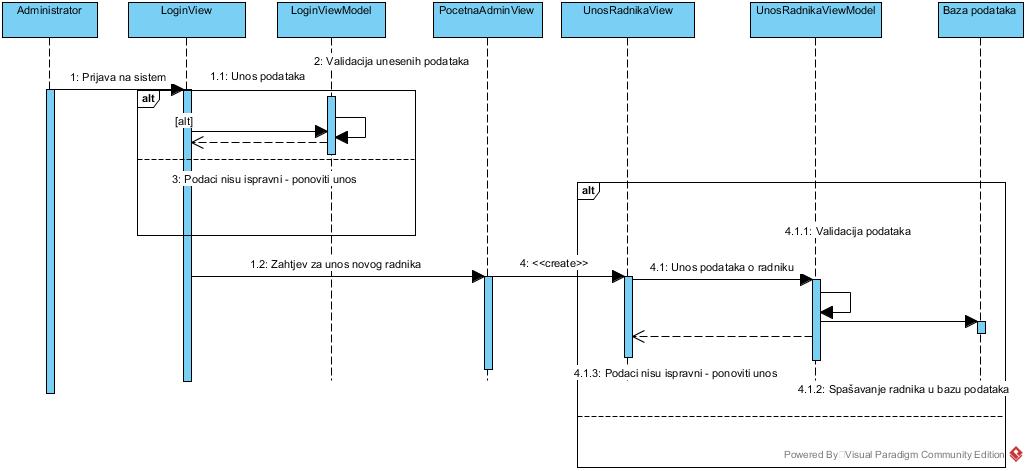 Administrator
LoginView
LoginViewModel
PocetnaAdminView
UnosRadnikaView
UnosRadnikaViewModel
Baza podataka
2: Validacija unesenih podataka
1: Prijava na sistem
1.1: Unos podataka
alt
[alt]
3: Podaci nisu ispravni - ponoviti unos
alt
4.1.1: Validacija podataka
1.2: Zahtjev za unos novog radnika
4: <<create>>
4.1: Unos podataka o radniku
4.1.3: Podaci nisu ispravni - ponoviti unos
4.1.2: Spašavanje radnika u bazu podataka
Powered By Visual Paradigm Community Edition